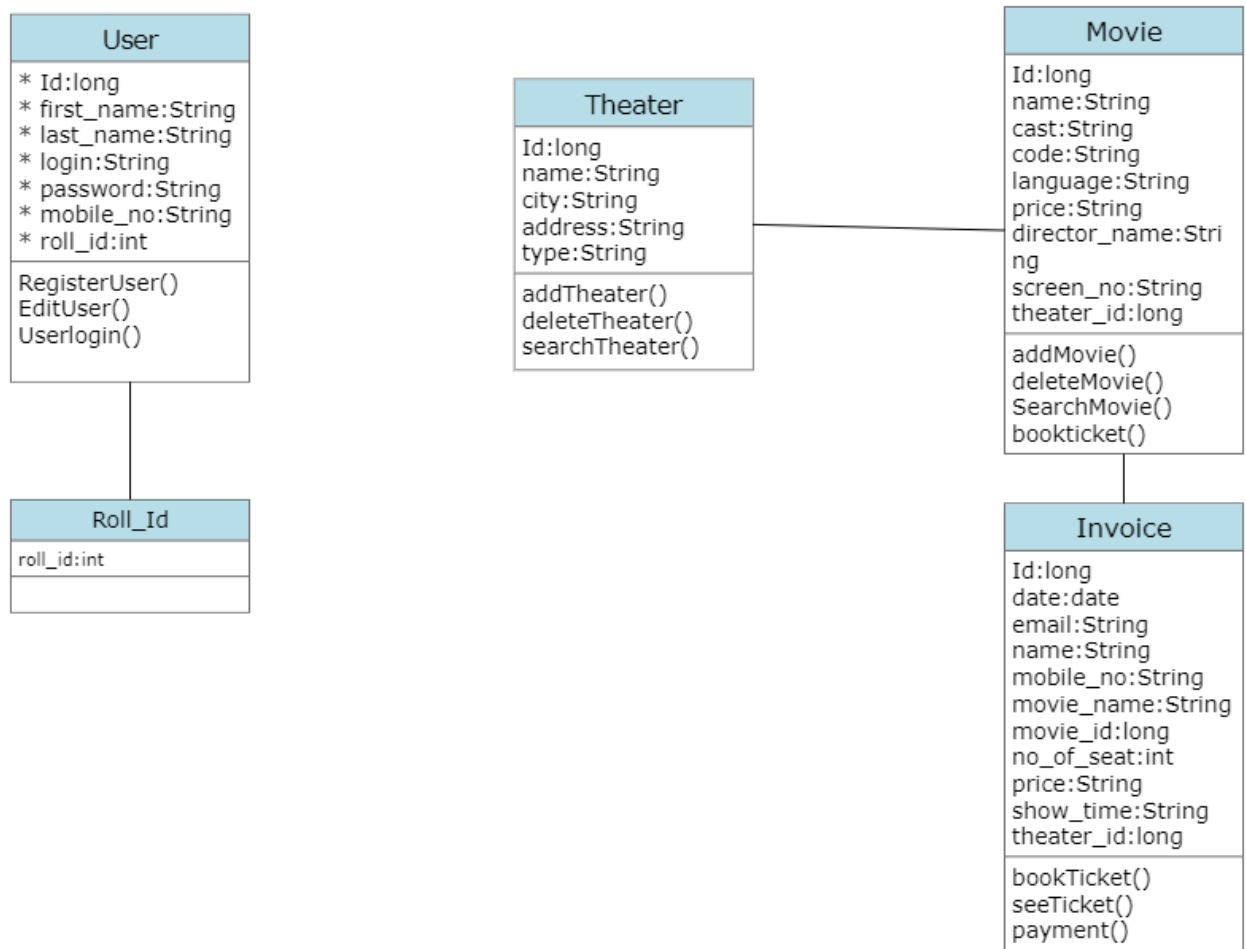 User
* Id:long
* first_name:String
* last_name:String
* login:String
* password:String
* mobile_no:String
* roll_id:int
RegisterUser()
EditUser()
Userlogin()
Roll_Id
roll_id:int
Theater
Id:long
name:String
city:String
address:String
type:String
addTheater()
deleteTheater()
searchTheater()
Movie
Id:long
name:String
cast:String
code:String
language:String
price:String
director_name:Stri
ng
screen_no:String
theater_id:long
addMovie()
deleteMovie()
SearchMovie()
bookticket()
Invoice
Id:long
date:date
email:String
name:String
mobile_no:String
movie_name:String
movie_id:long
no_of_seat:int
price:String
show_time:String
theater_id:long
bookTicket()
seeTicket()
payment()